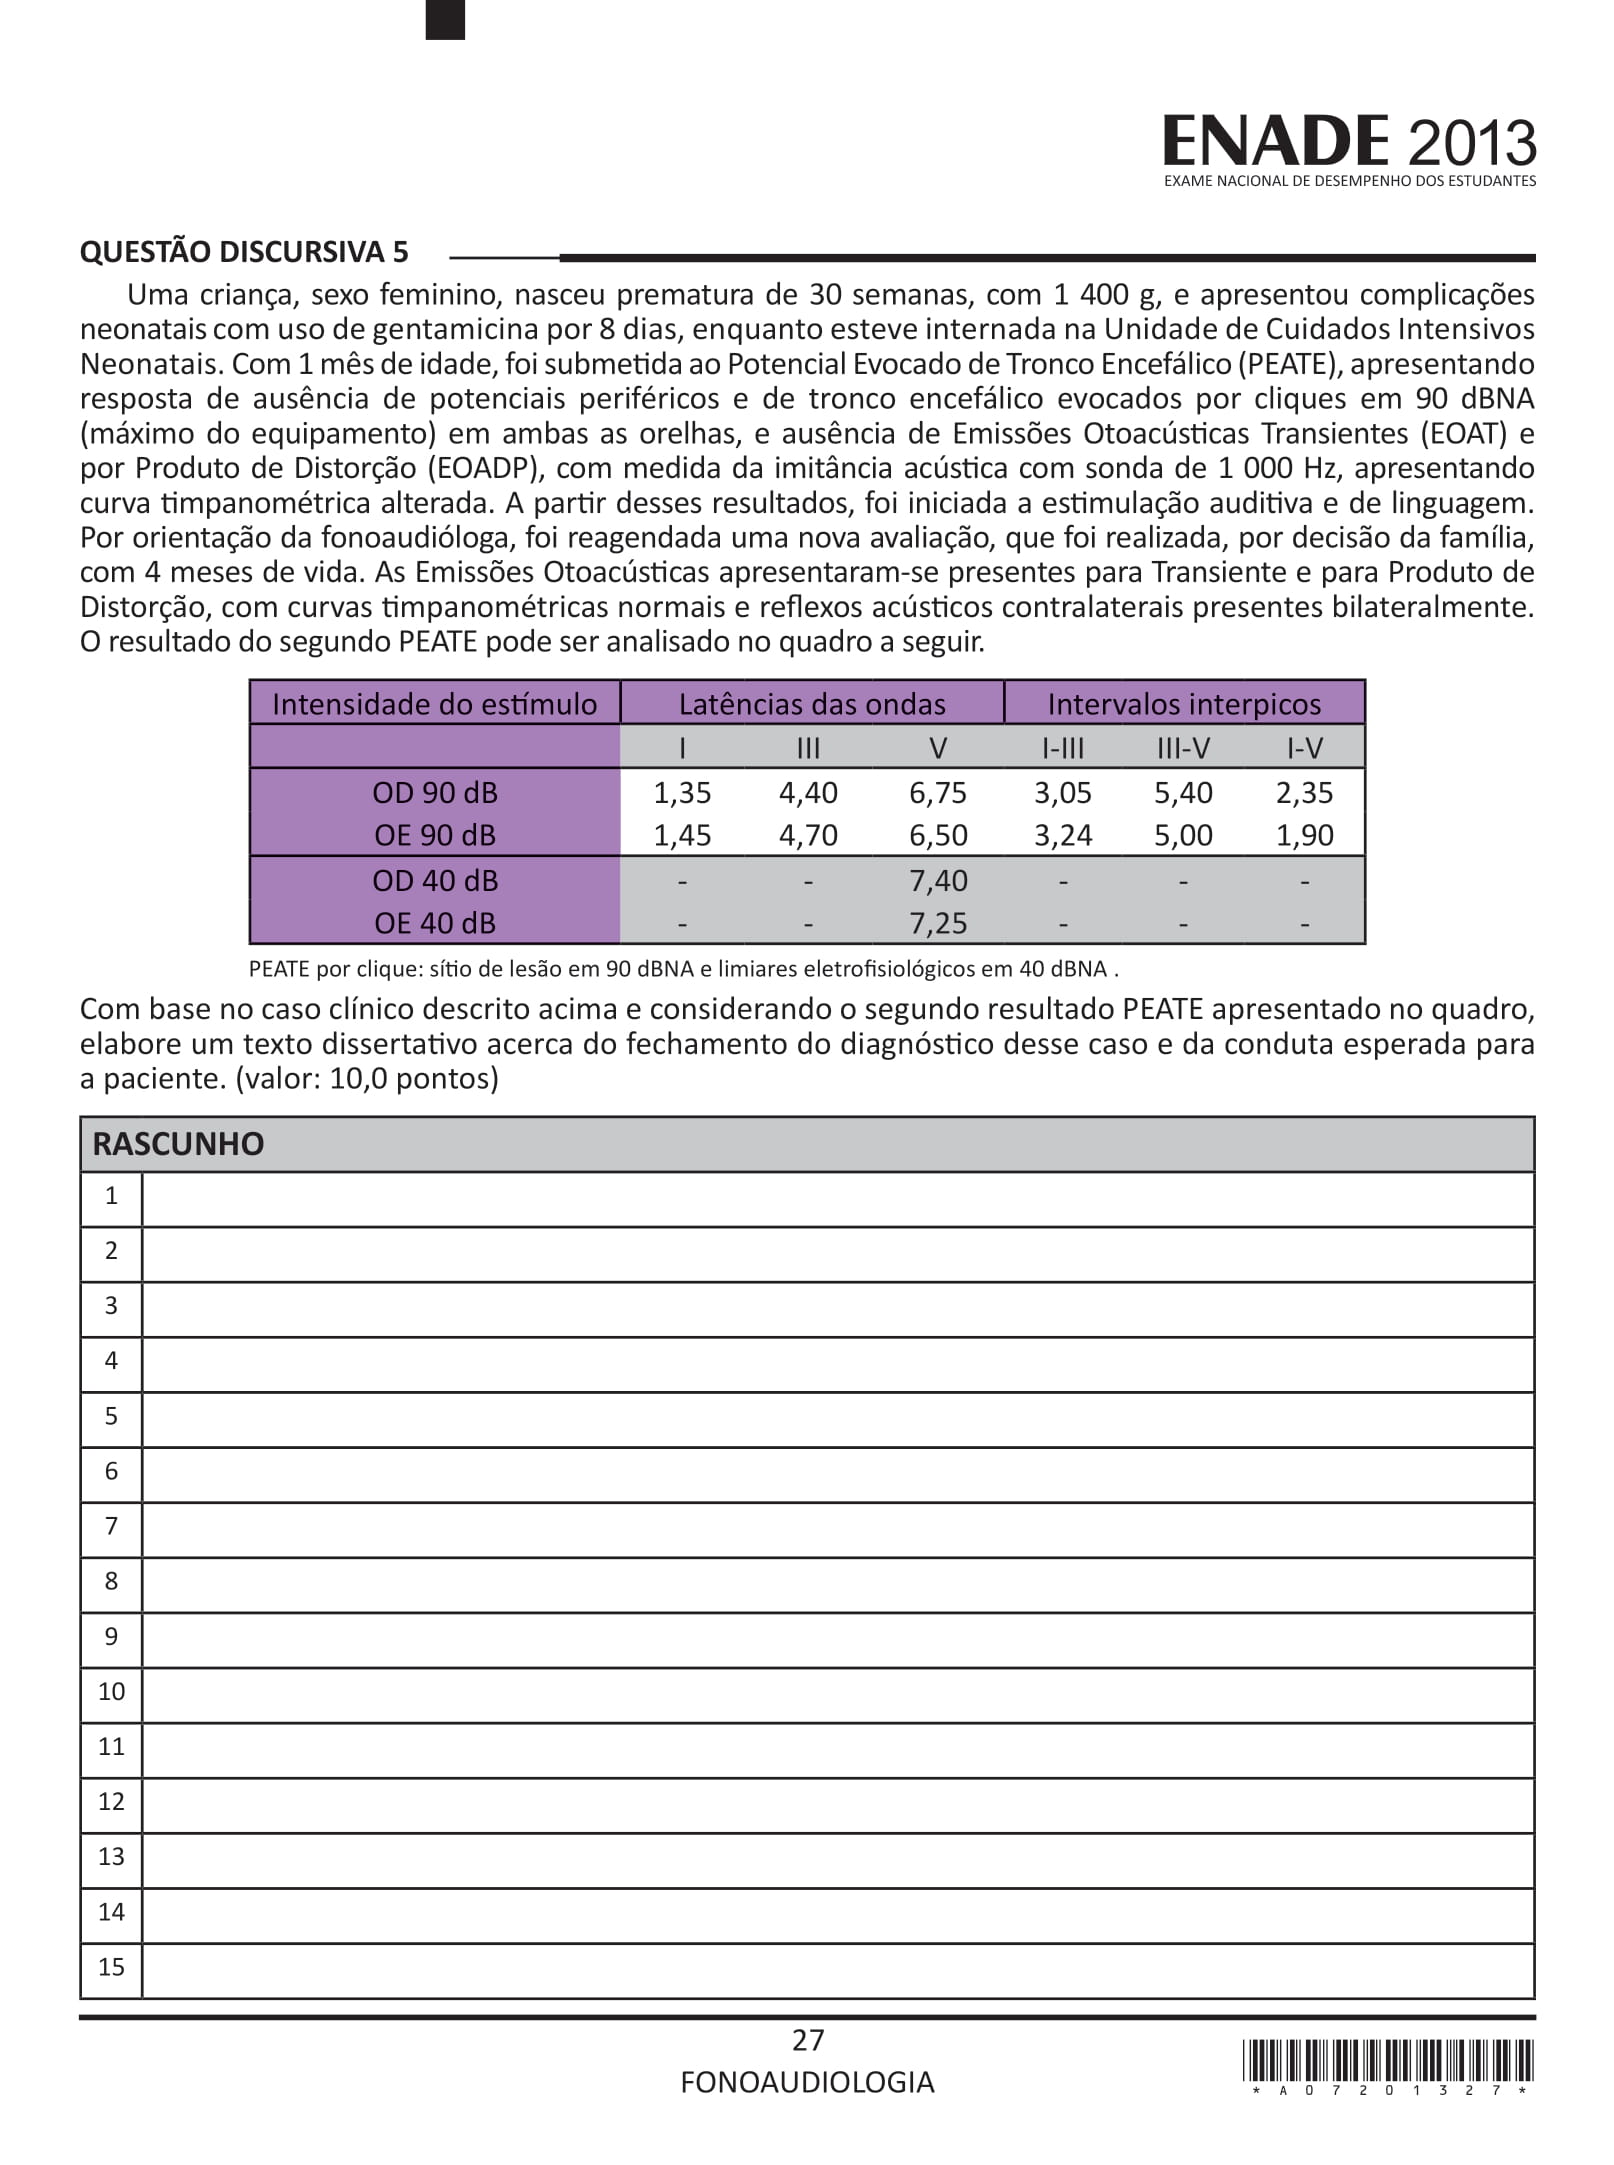 ENADE 2013
EXAME NACIONAL DE DESEMPENHO DOS ESTUDANTES
QUESTÃO DISCURSIVA 5
Uma criança, sexo feminino, nasceu prematura de 30 semanas, com 1 400 g, e apresentou complicações
neonatais com uso de gentamicina por 8 dias, enquanto esteve internada na Unidade de Cuidados Intensivos
Neonatais. Com 1 mês de idade, foi submetida ao Potencial Evocado de Tronco Encefálico (PEATE), apresentando
resposta de ausência de potenciais periféricos e de tronco encefálico evocados por cliques em 90 dBNA
(máximo do equipamento) em ambas as orelhas, e ausência de Emissões Otoacústicas Transientes (EOAT) e
por Produto de Distorção (EOADP), com medida da imitância acústica com sonda de 1 000 Hz, apresentando
curva timpanométrica alterada. A partir desses resultados, foi iniciada a estimulação auditiva e de linguagem.
Por orientação da fonoaudióloga, foi reagendada uma nova avaliação, que foi realizada, por decisão da família,
com 4 meses de vida. As Emissões Otoacústicas apresentaram-se presentes para Transiente e para Produto de
Distorção, com curvas timpanométricas normais e reflexos acústicos contralaterais presentes bilateralmente.
O resultado do segundo PEATE pode ser analisado no quadro a seguir.
Intensidade do estímulo Latências das ondas Intervalos interpicos
I III V I-III III-V I-V
OD 90 dB 1,35 4,40 6,75 3,05 5,40 2,35
OE 90 dB 1,45 4,70 6,50 3,24 5,00 1,90
OD 40 dB - - 7,40 - - -
OE 40 dB - - 7,25 - - -
PEATE por clique: sítio de lesão em 90 dBNA e limiares eletrofisiológicos em 40 dBNA .
Com base no caso clínico descrito acima e considerando o segundo resultado PEATE apresentado no quadro,
elabore um texto dissertativo acerca do fechamento do diagnóstico desse caso e da conduta esperada para
a paciente. (valor: 10,0 pontos)
RASCUNHO
1
2
3
4
5
6
7
8
9
10
11
12
13
14
15
27
FONOAUDIOLOGIA
* A 0 7 2 0 1 3 2 7 *